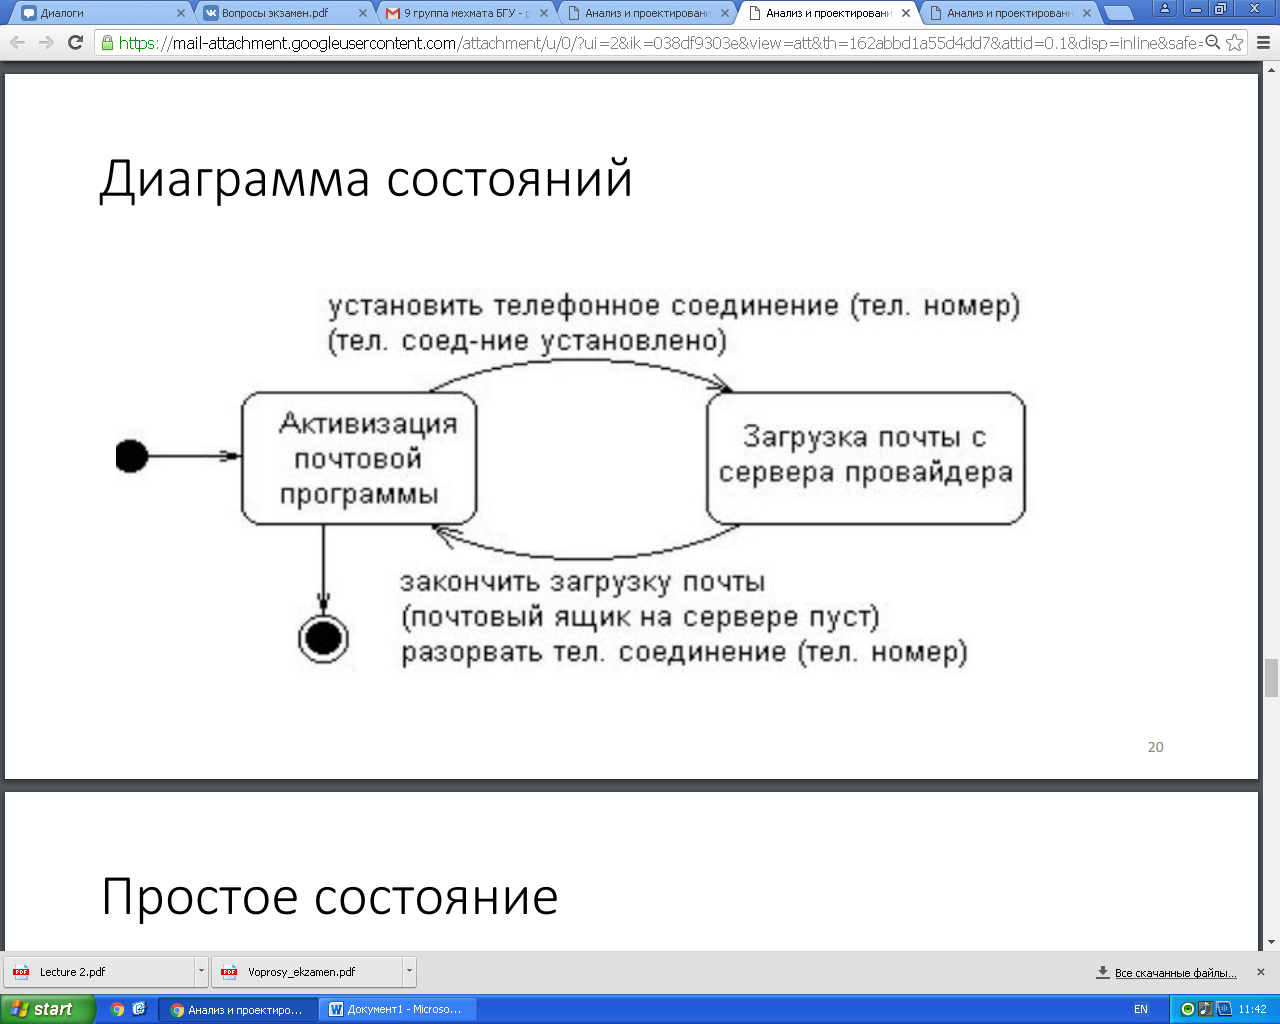 Диалоги
Вопросы экзамен.pdf
9 группа мехмата БГУ -
Анализ и проектировани
Анализ и проектировани
Анализ и проектировани
https://mail-attachment.googleusercontent.com/attachment/u/0/?ui=2&ik=038df9303e&view=att&th=162abbd1a55d4dd7&attid=0.1&disp=inline&safe=
Диаграмма состояний
установить телефонное соединение (тел. номер)
(тел. соед-ние установлено)
Активизация
почтовой
программы
Загрузка почты с
сервера провайдера
закончить загрузку почты
(почтовый ящик на сервере пуст)
разорвать тел. соединение (тел. номер)
20
Простое состояние
Lecture 2.pdf
Voprosy_ekzamen.pdf
Все скачанные файлы...
start
Анализ и проектиро...
Документ1 - Microso...
EN
11:42